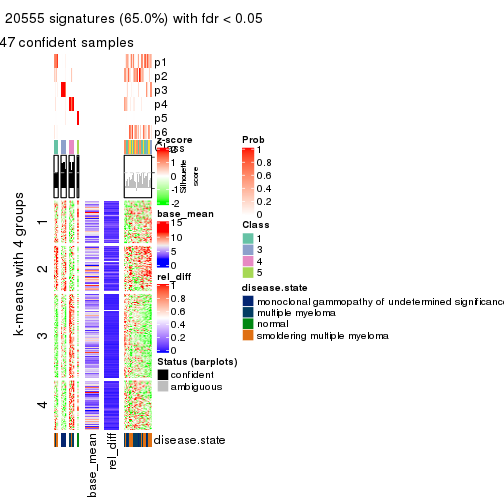 20555 signatures (65.0%) with fdr < 0.05
47 confident samples
p1
p2
p3
p4
p5
p6
Class
Silhouette
score
1
2
3
4
k-means with 4 groups
base_mean
rel_diff
disease.state
z-score
2
1
0
-1
-2
base_mean
15
10
5
0
rel_diff
1
0.8
0.6
0.4
0.2
0
Status (barplots)
confident
ambiguous
Prob
1
0.8
0.6
0.4
0.2
0
Class
1
3
4
5
disease.state
monoclonal gammopathy of undetermined significance
multiple myeloma
normal
smoldering multiple myeloma